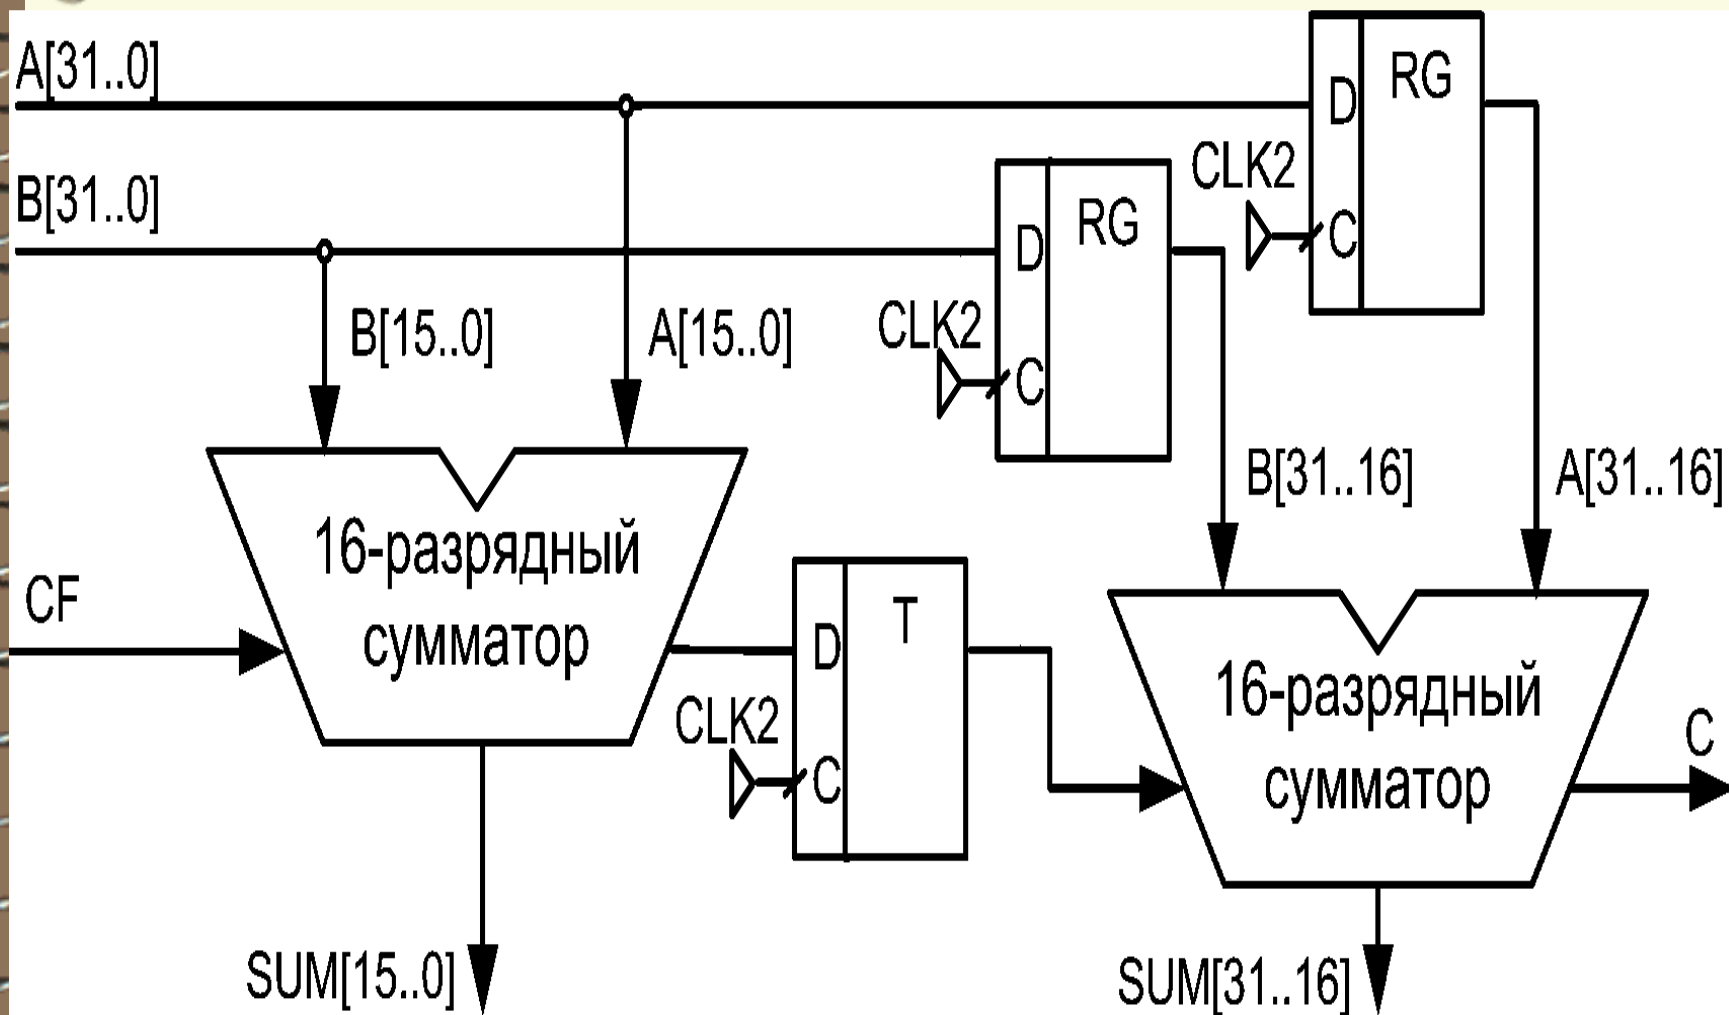 A[31..0]
D
RG
CLK2
C
B[31..0]
D
RG
CLK2
C
B[15..0]
A[15..0]
B[31..16]
A[31..16]
16-разрядный
сумматор
CF
D
T
CLK2
C
16-разрядный
сумматор
C
SUM[15..0]
SUM[31..16]